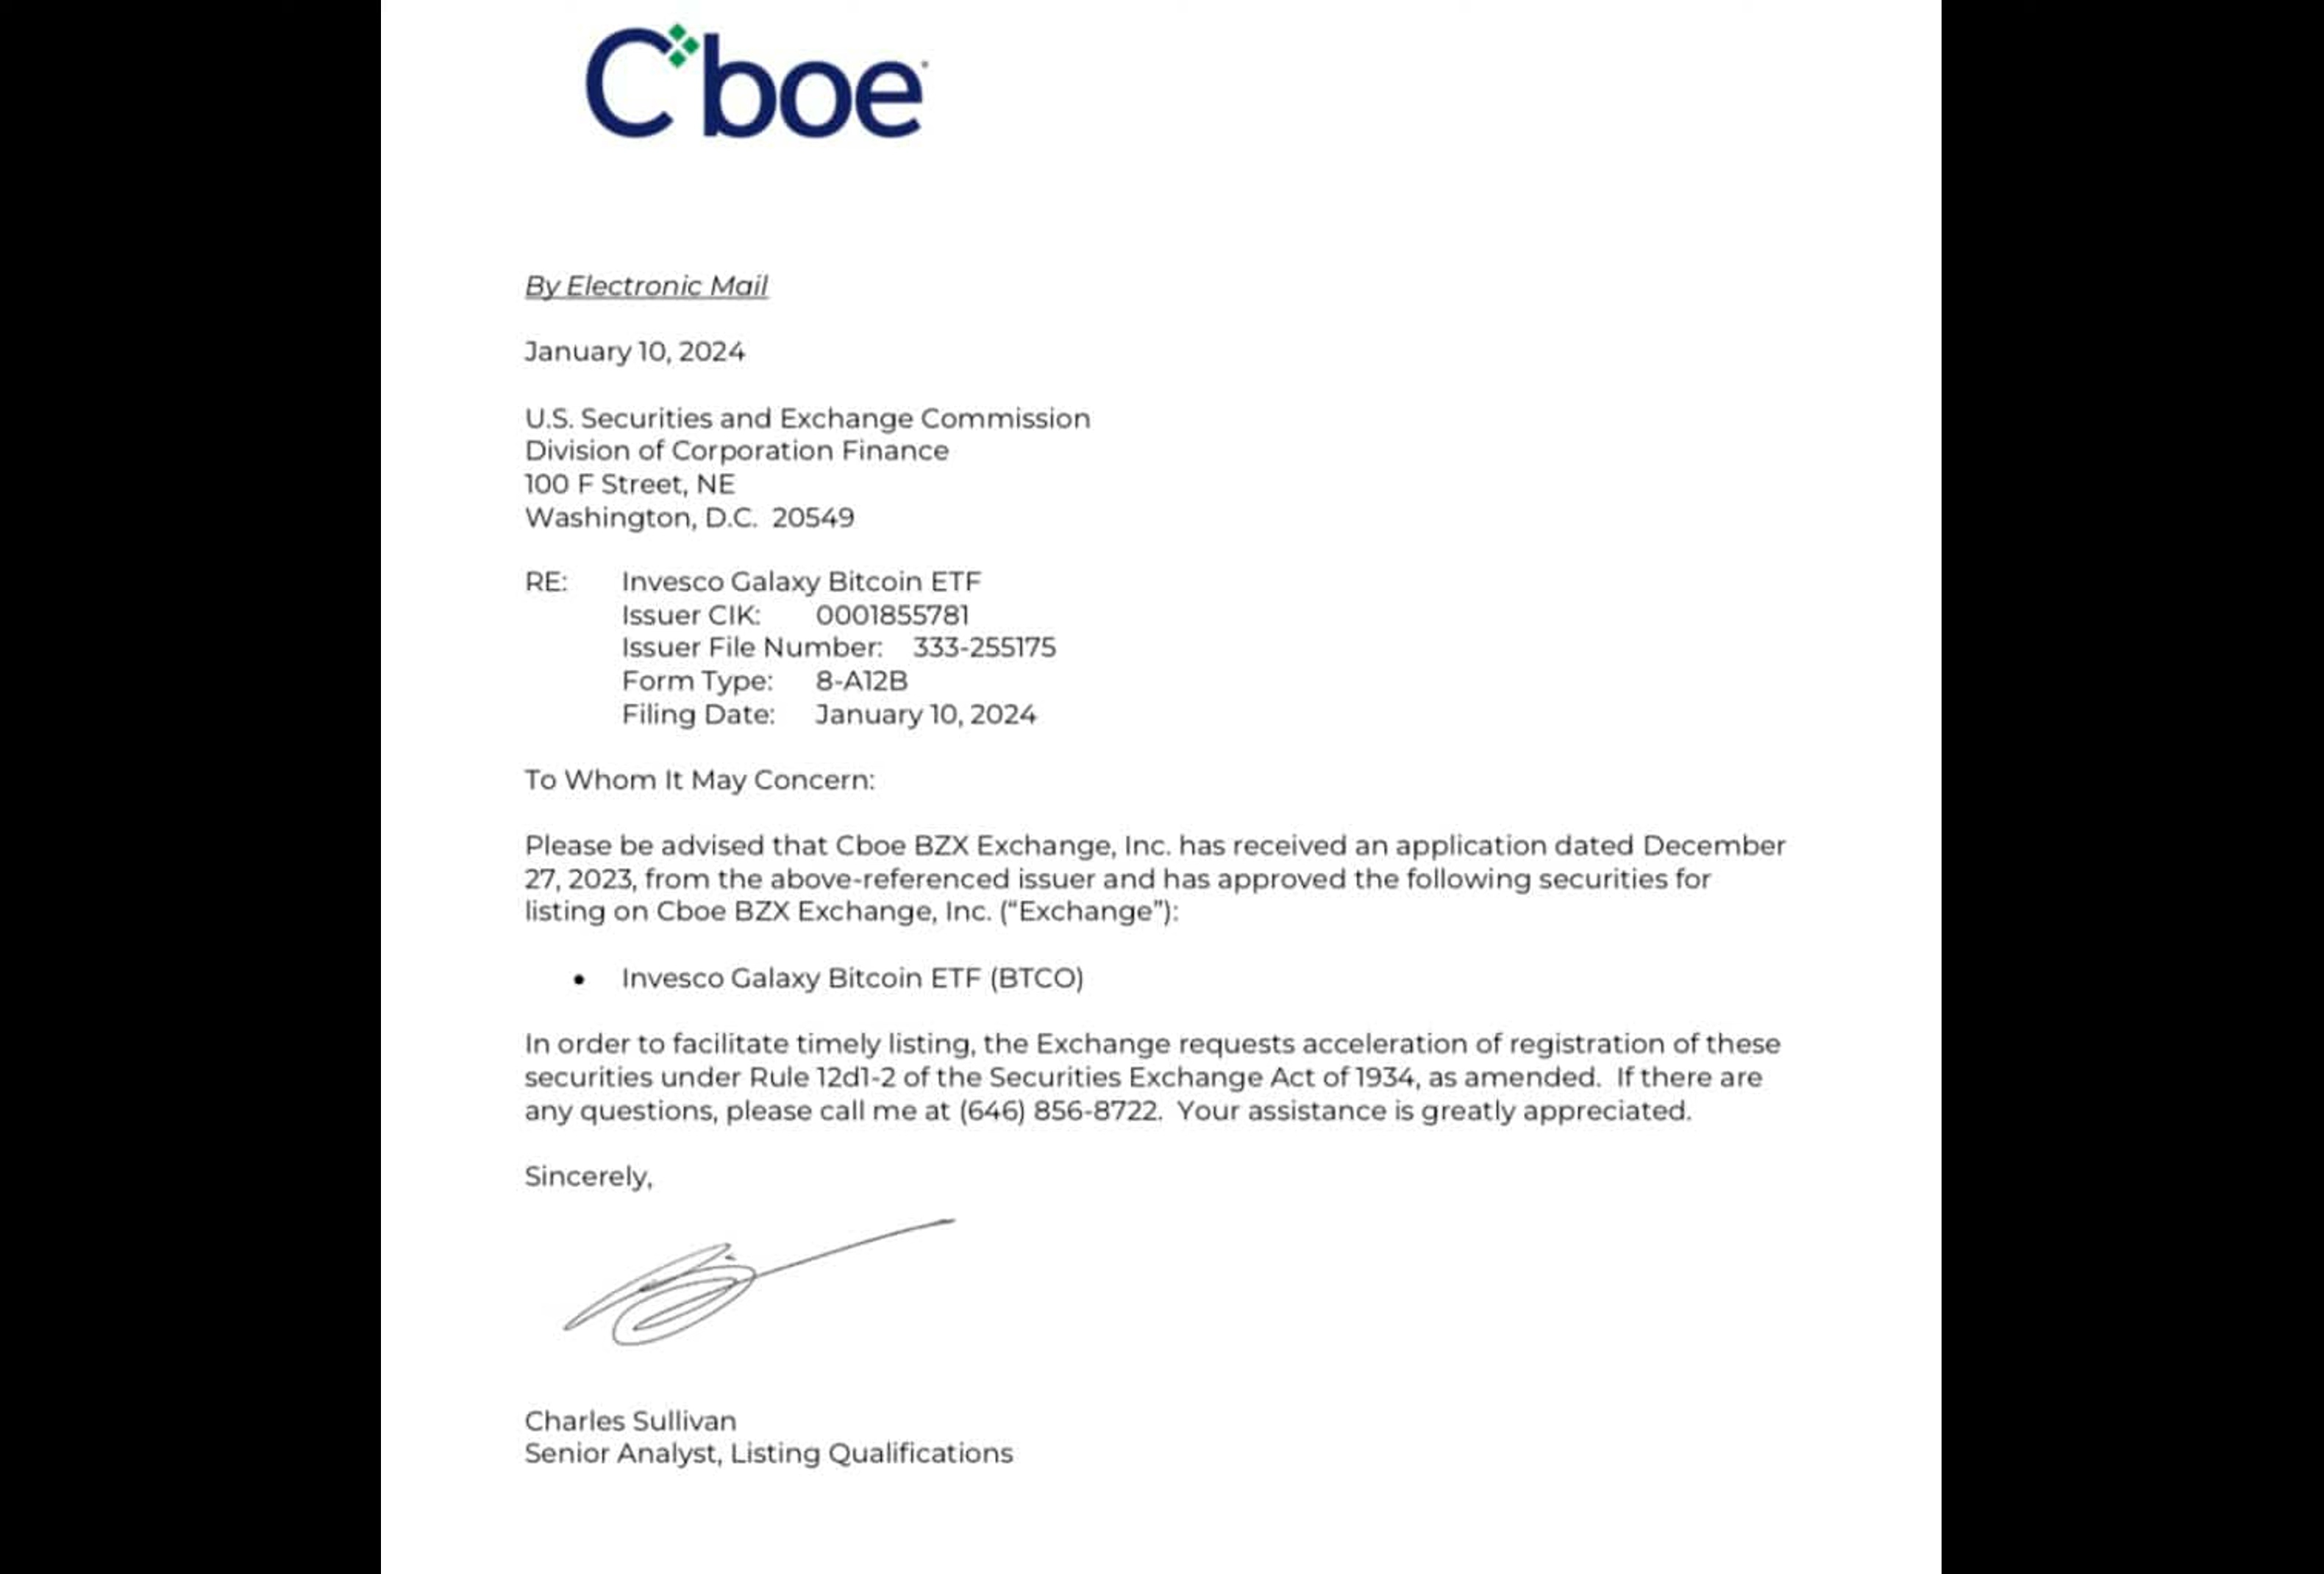 Cboe
By Electronic Mail
January 10, 2024
U.S. Securities and Exchange Commission
Division of Corporation Finance
100 F Street, NE
Washington, D.C. 20549
RE: Invesco Galaxy Bitcoin ETF
Issuer CIK: 0001855781
Issuer File Number: 333-255175
Form Type: 8-A12B
Filing Date: January 10, 2024
To Whom It May Concern:
Please be advised that Cboe BZX Exchange, Inc. has received an application dated December
27, 2023, from the above-referenced issuer and has approved the following securities for
listing on Cboe BZX Exchange, Inc. (“Exchange”):
• Invesco Galaxy Bitcoin ETF (BTCO)
In order to facilitate timely listing, the Exchange requests acceleration of registration of these
securities under Rule 12d1-2 of the Securities Exchange Act of 1934, as amended. If there are
any questions, please call me at (646) 856-8722. Your assistance is greatly appreciated.
Sincerely,
Charles Sullivan
Senior Analyst, Listing Qualifications